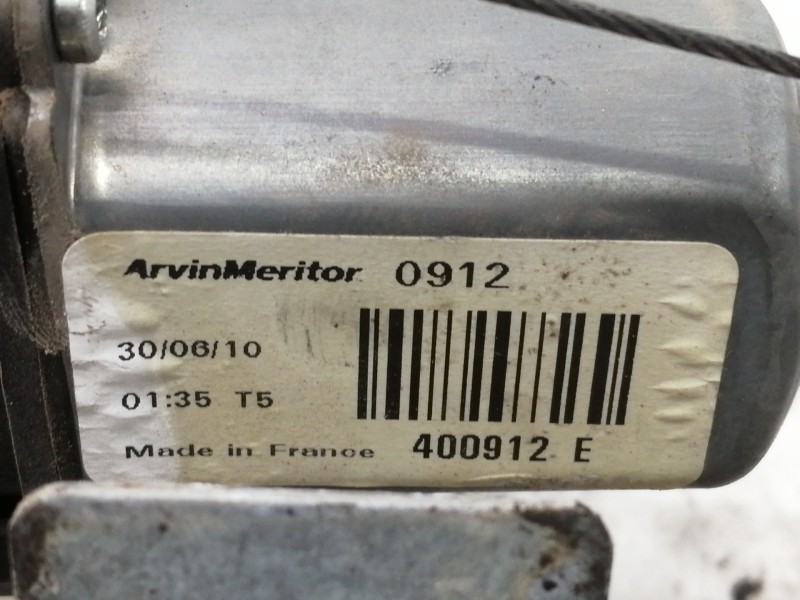 ArvinMeritor 0912
30/06/10
01:35 T5
Made in France 400912 E